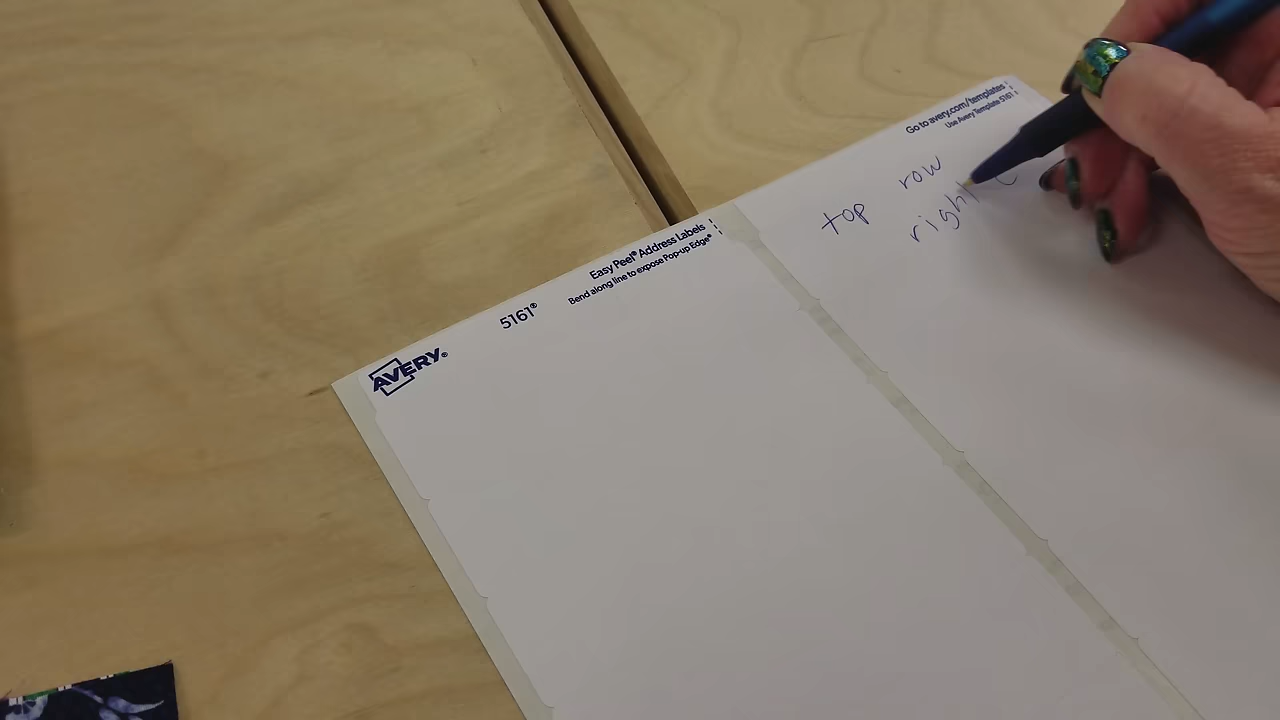 Go to avery.com/templates
Use Avery Template 5161
top row
right
Easy Peel® Address Labels
Bend along line to expose Pop-up Edge®
5161®
AVERY®